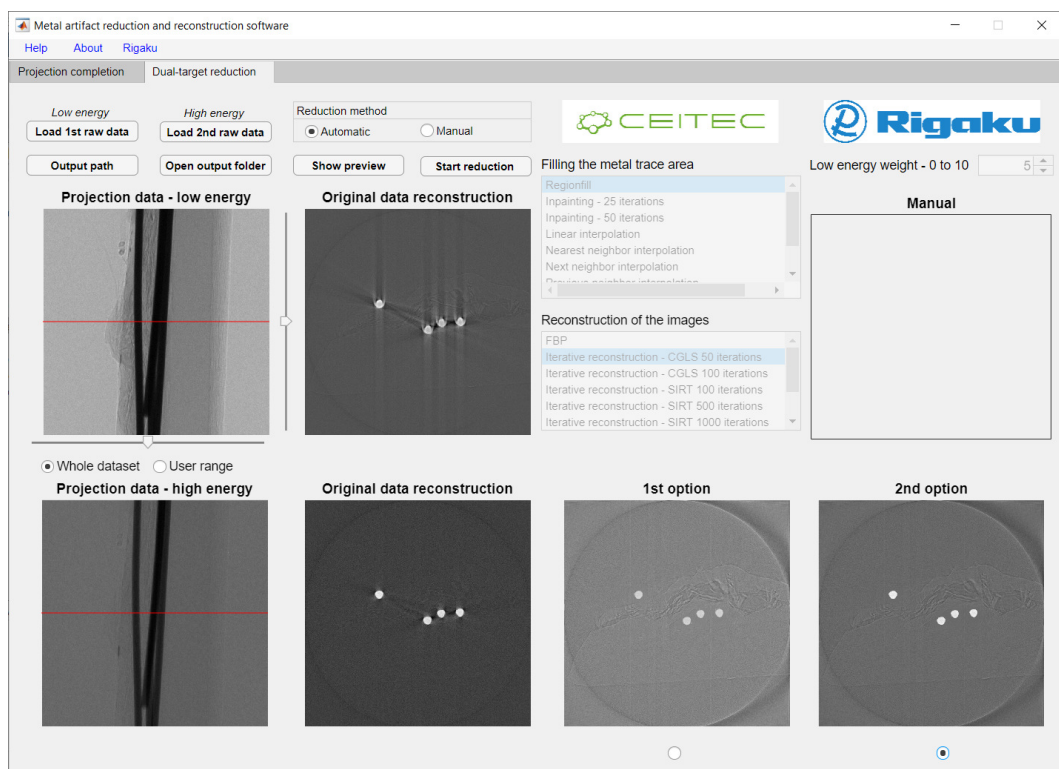 Metal artifact reduction and reconstruction software
Help About Rigaku
Projection completion Dual-target reduction
Low energy High energy Reduction method
Load 1st raw data Load 2nd raw data Automatic Manual
CEITEC Rigaku
Output path Open output folder Show preview Start reduction
Filling the metal trace area
Low energy weight - 0 to 10 5
Regionfill
Inpainting - 25 iterations
Inpainting - 50 iterations
Linear interpolation
Nearest neighbor interpolation
Next neighbor interpolation
Previous neighbor interpolation
Projection data - low energy Original data reconstruction Manual
Reconstruction of the images
FBP
Iterative reconstruction - CGLS 50 iterations
Iterative reconstruction - CGLS 100 iterations
Iterative reconstruction - SIRT 100 iterations
Iterative reconstruction - SIRT 500 iterations
Iterative reconstruction - SIRT 1000 iterations
Whole dataset User range
Projection data - high energy Original data reconstruction 1st option 2nd option